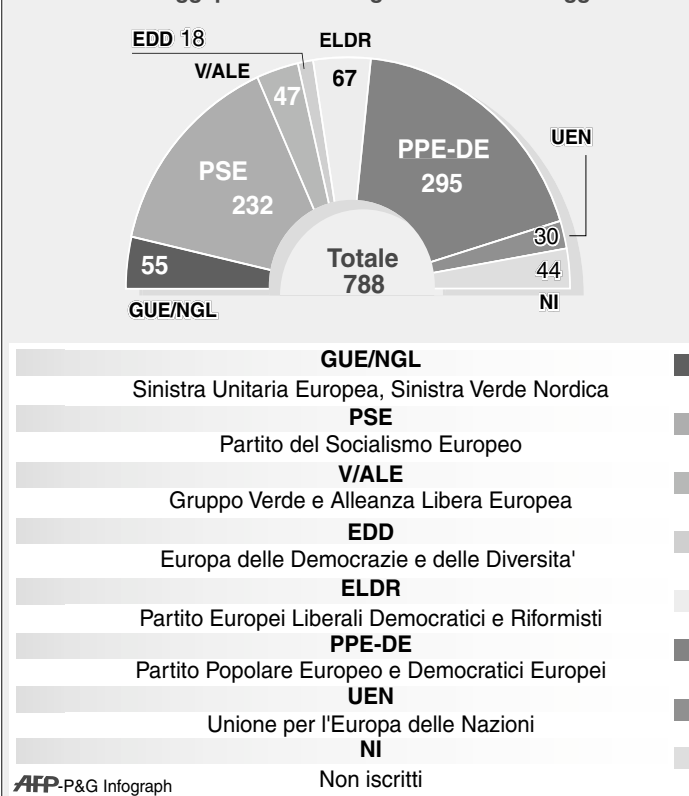 EDD 18
ELDR
V/ALE
67
47
UEN
PPE-DE
295
PSE
232
30
Totale
788
55
44
GUE/NGL
NI
GUE/NGL
Sinistra Unitaria Europea, Sinistra Verde Nordica
PSE
Partito del Socialismo Europeo
V/ALE
Gruppo Verde e Alleanza Libera Europea
EDD
Europa delle Democrazie e delle Diversita'
ELDR
Partito Europei Liberali Democratici e Riformisti
PPE-DE
Partito Popolare Europeo e Democratici Europei
UEN
Unione per l'Europa delle Nazioni
NI
Non iscritti
AFP-P&G Infograph